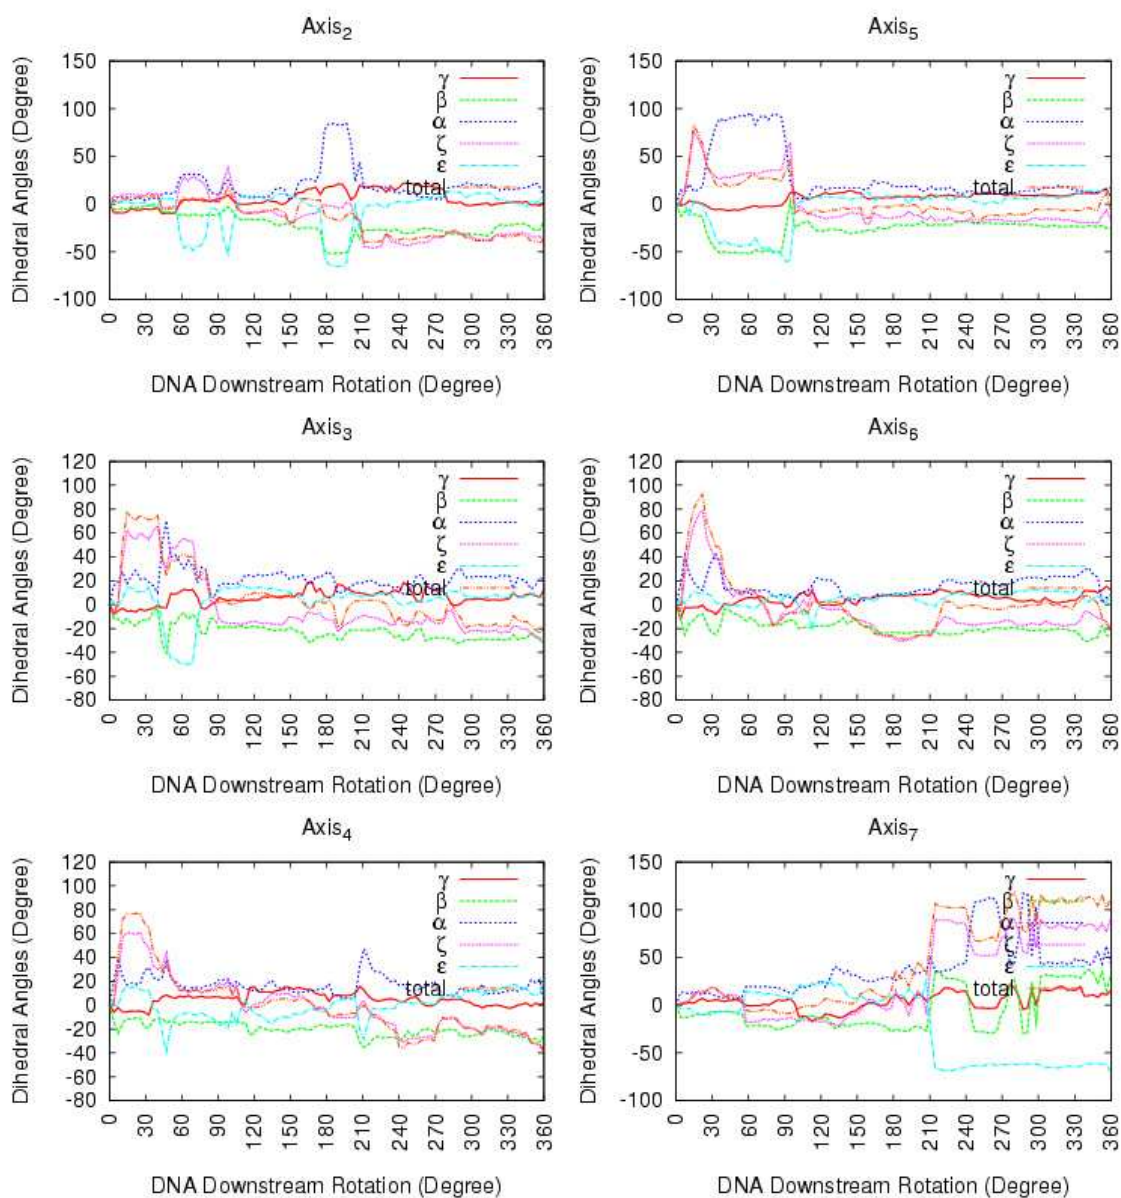 Axis2
Dihedral Angles (Degree)
150
100
50
0
-50
-100
γ
β
α
ζ
ε
total
0 30 60 90 120 150 180 210 240 270 300 330 360
DNA Downstream Rotation (Degree)
Axis5
Dihedral Angles (Degree)
150
100
50
0
-50
-100
γ
β
α
ζ
ε
total
0 30 60 90 120 150 180 210 240 270 300 330 360
DNA Downstream Rotation (Degree)
Axis3
Dihedral Angles (Degree)
120
100
80
60
40
20
0
-20
-40
-60
-80
γ
β
α
ζ
ε
total
0 30 60 90 120 150 180 210 240 270 300 330 360
DNA Downstream Rotation (Degree)
Axis6
Dihedral Angles (Degree)
120
100
80
60
40
20
0
-20
-40
-60
-80
γ
β
α
ζ
ε
total
0 30 60 90 120 150 180 210 240 270 300 330 360
DNA Downstream Rotation (Degree)
Axis4
Dihedral Angles (Degree)
120
100
80
60
40
20
0
-20
-40
-60
-80
γ
β
α
ζ
ε
total
0 30 60 90 120 150 180 210 240 270 300 330 360
DNA Downstream Rotation (Degree)
Axis7
Dihedral Angles (Degree)
150
100
50
0
-50
-100
γ
β
α
ζ
ε
total
0 30 60 90 120 150 180 210 240 270 300 330 360
DNA Downstream Rotation (Degree)